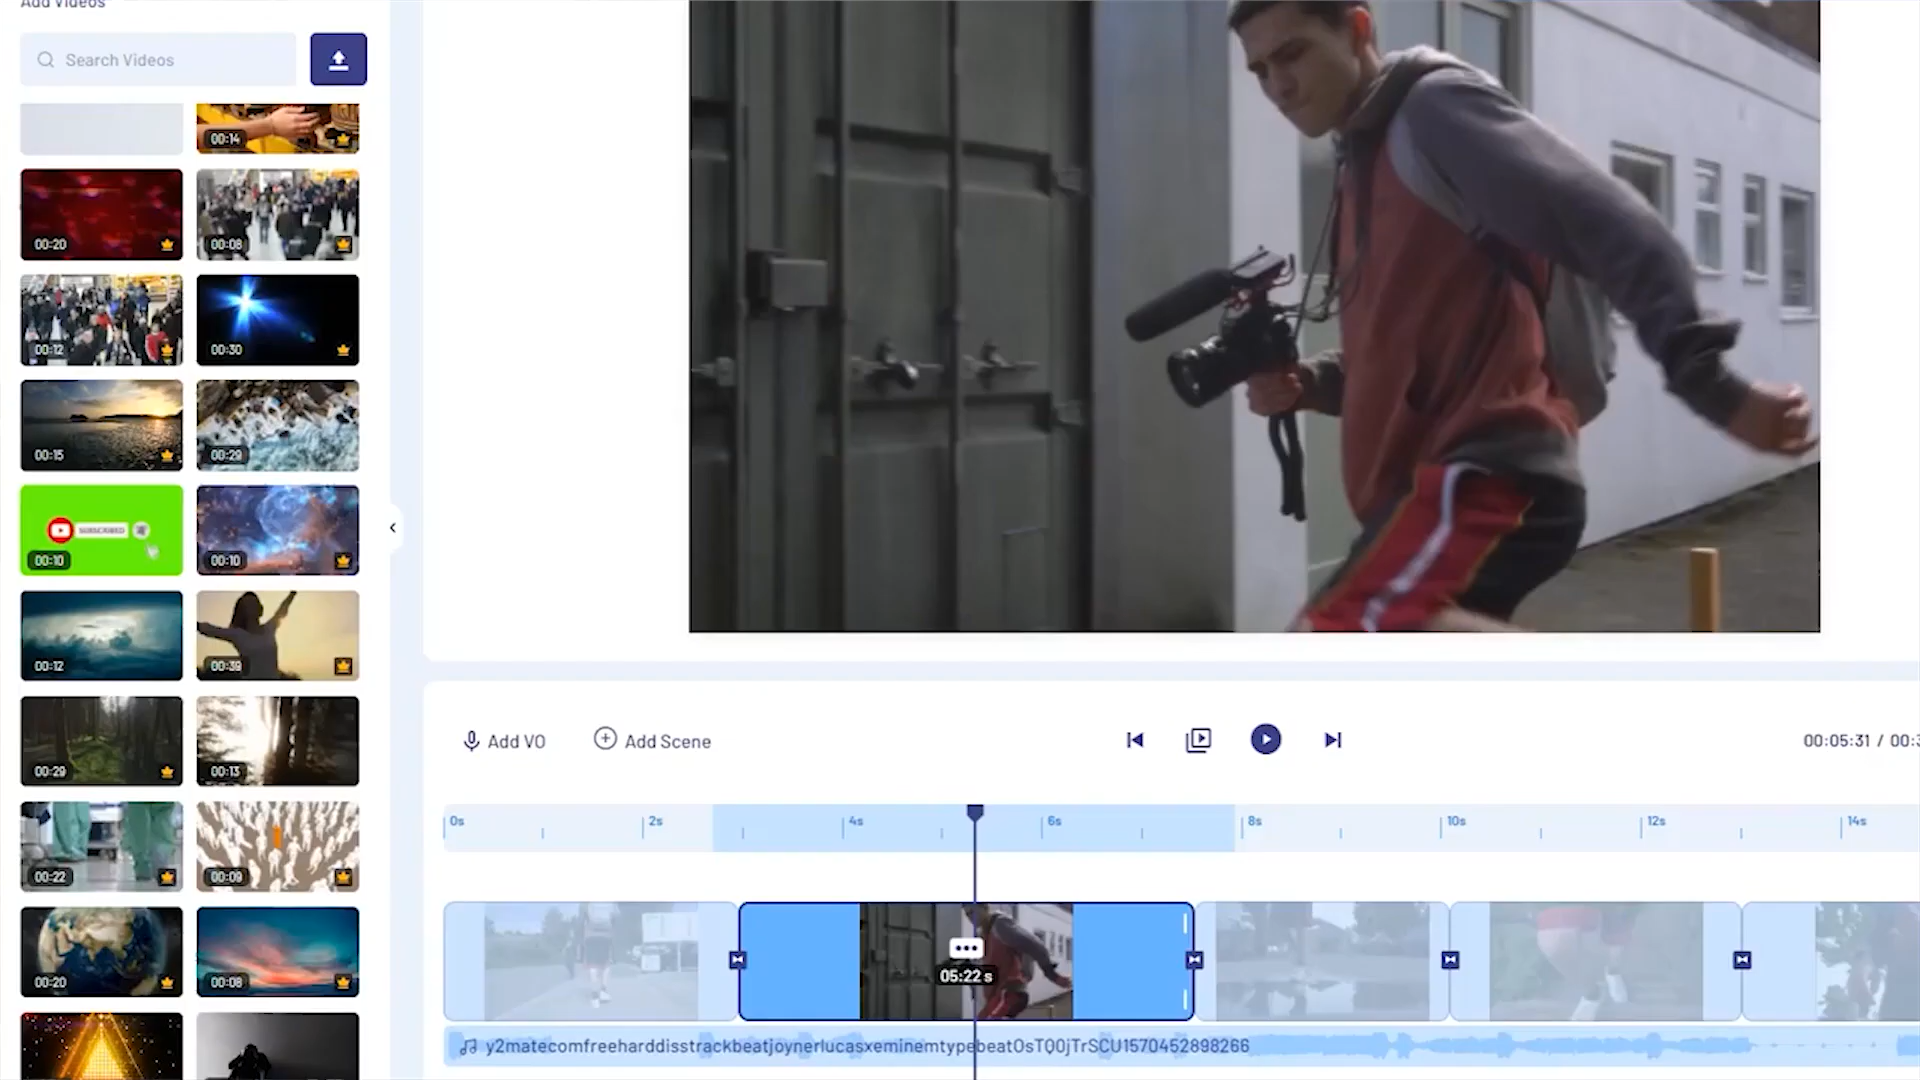 Add Videos
Search Videos
00:14
00:20
00:08
00:12
00:30
00:15
00:29
SUBSCRIBED
00:10
00:10
00:12
00:39
00:29
00:13
00:22
00:09
00:20
00:08
Add VO
Add Scene
00:05:31 / 00:3
0s
2s
4s
6s
8s
10s
12s
14s
05:22 s
y2matecomfreeharddisstrackbeatjoynerlucasxeminemtypebeatOsTQ0jTrSCU1570452898266